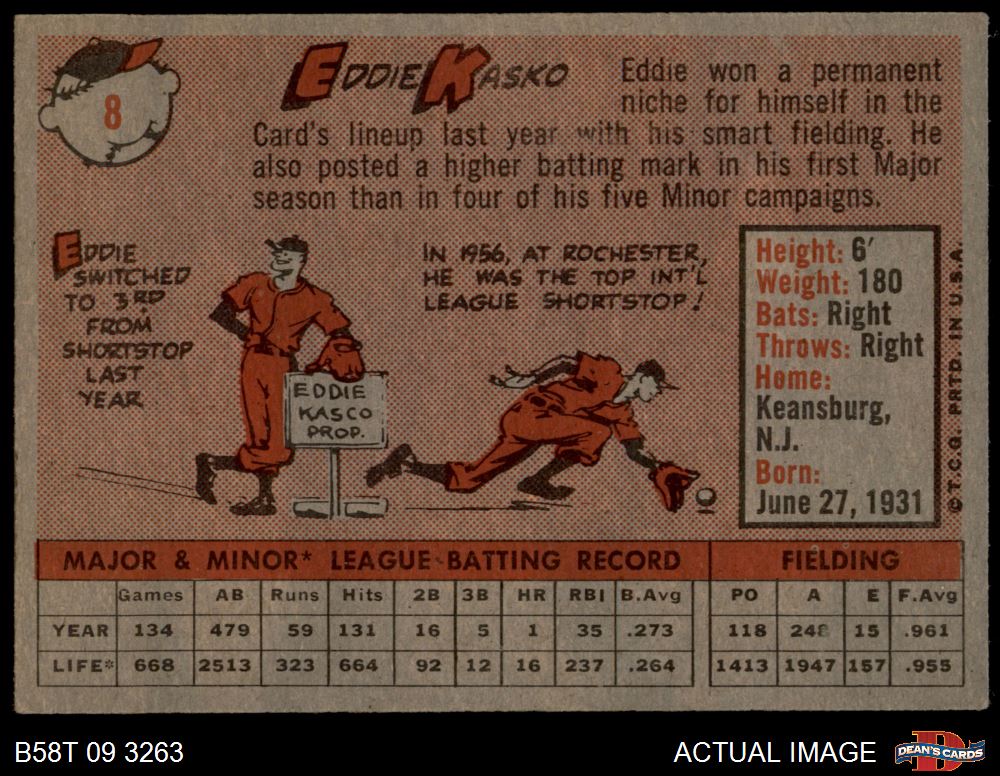 8
EDDIE KASKO
Eddie won a permanent
niche for himself in the
Card's lineup last year with his smart fielding. He
also posted a higher batting mark in his first Major
season than in four of his five Minor campaigns.
EDDIE
SWITCHED
TO 3RD
FROM
SHORTSTOP
LAST
YEAR
EDDIE
KASCO
PROP.
IN 1956, AT ROCHESTER,
HE WAS THE TOP INT'L
LEAGUE SHORTSTOP!
Height: 6'
Weight: 180
Bats: Right
Throws: Right
Home:
Keansburg,
N.J.
Born:
June 27, 1931
© T.C.G. PRTD. IN U.S.A.
MAJOR & MINOR* LEAGUE BATTING RECORD FIELDING
Games AB Runs Hits 2B 3B HR RBI B.Avg PO A E F.Avg
YEAR 134 479 59 131 16 5 1 35 .273 118 248 15 .961
LIFE* 668 2513 323 664 92 12 16 237 .264 1413 1947 157 .955
B58T 09 3263 ACTUAL IMAGE DEAN'S CARDS